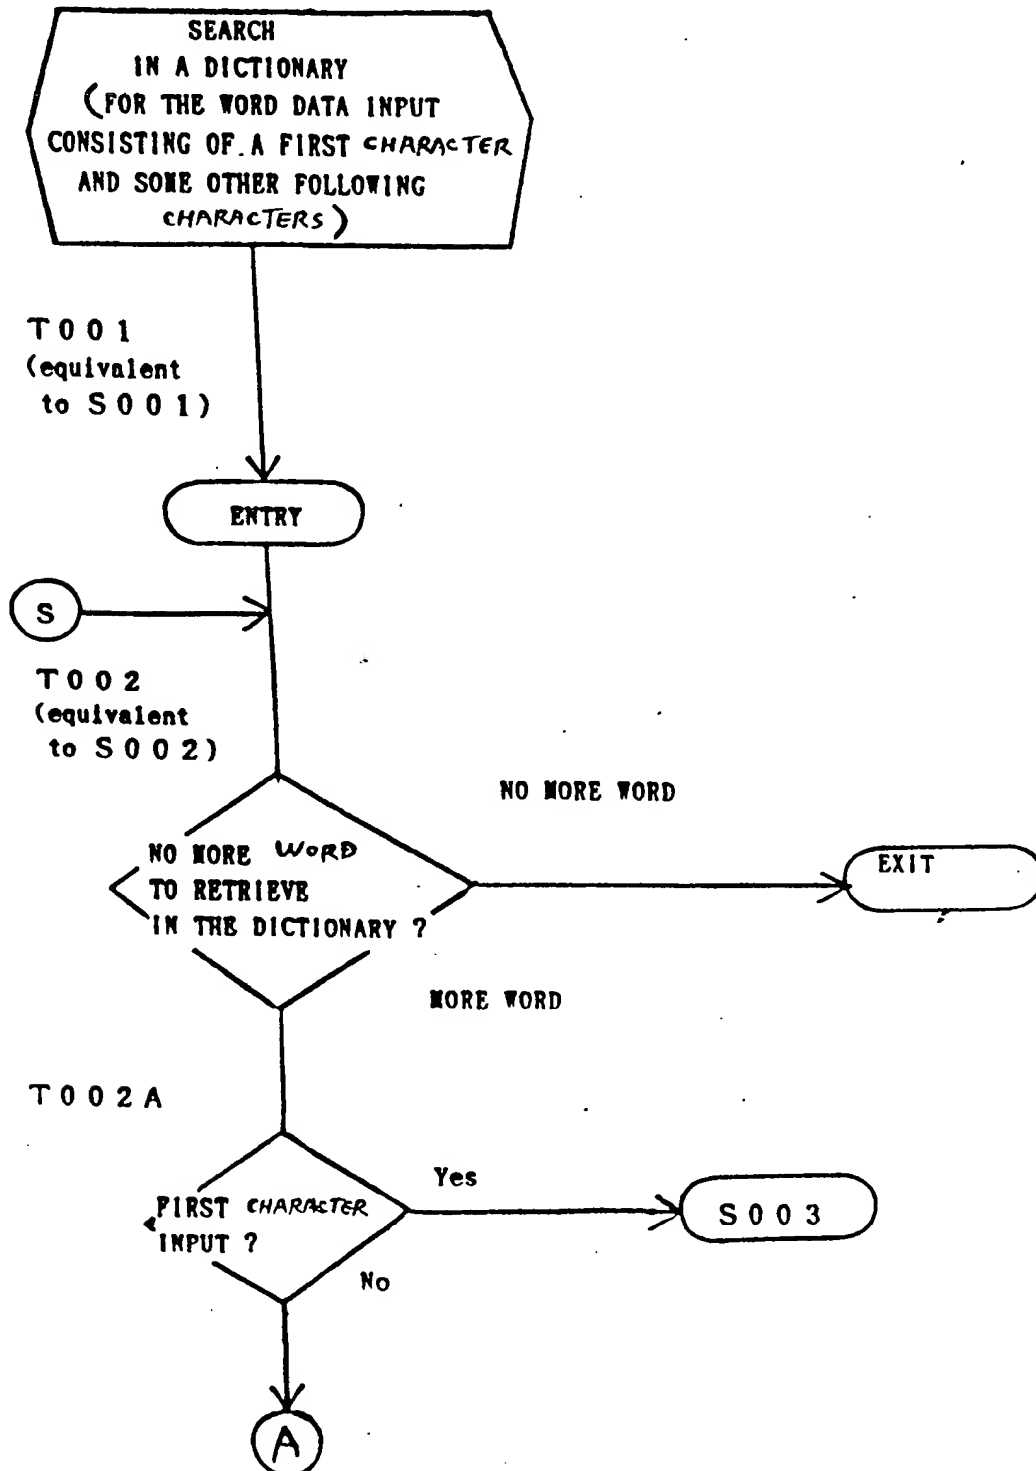 SEARCH
IN A DICTIONARY
(FOR THE WORD DATA INPUT
CONSISTING OF A FIRST CHARACTER
AND SOME OTHER FOLLOWING
CHARACTERS)
T001
(equivalent
to S001)
ENTRY
S
T002
(equivalent
to S002)
NO MORE WORD
NO MORE WORD
TO RETRIEVE
IN THE DICTIONARY ?
EXIT
MORE WORD
T002A
Yes
FIRST CHARACTER
INPUT ?
S003
No
A